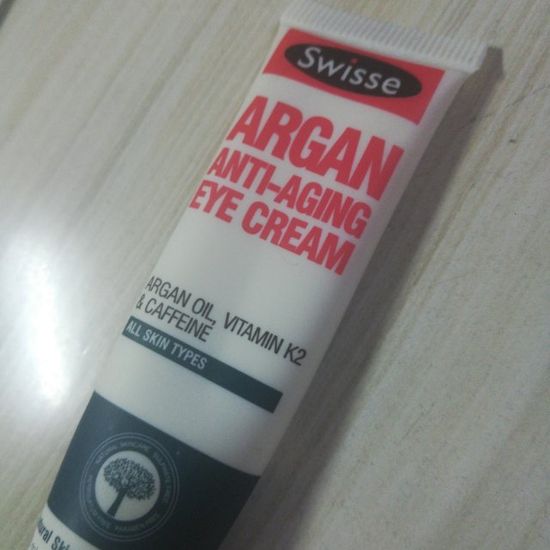 Swisse
ARGAN
ANTI-AGING
EYE CREAM
ARGAN OIL, VITAMIN K2
& CAFFEINE
ALL SKIN TYPES